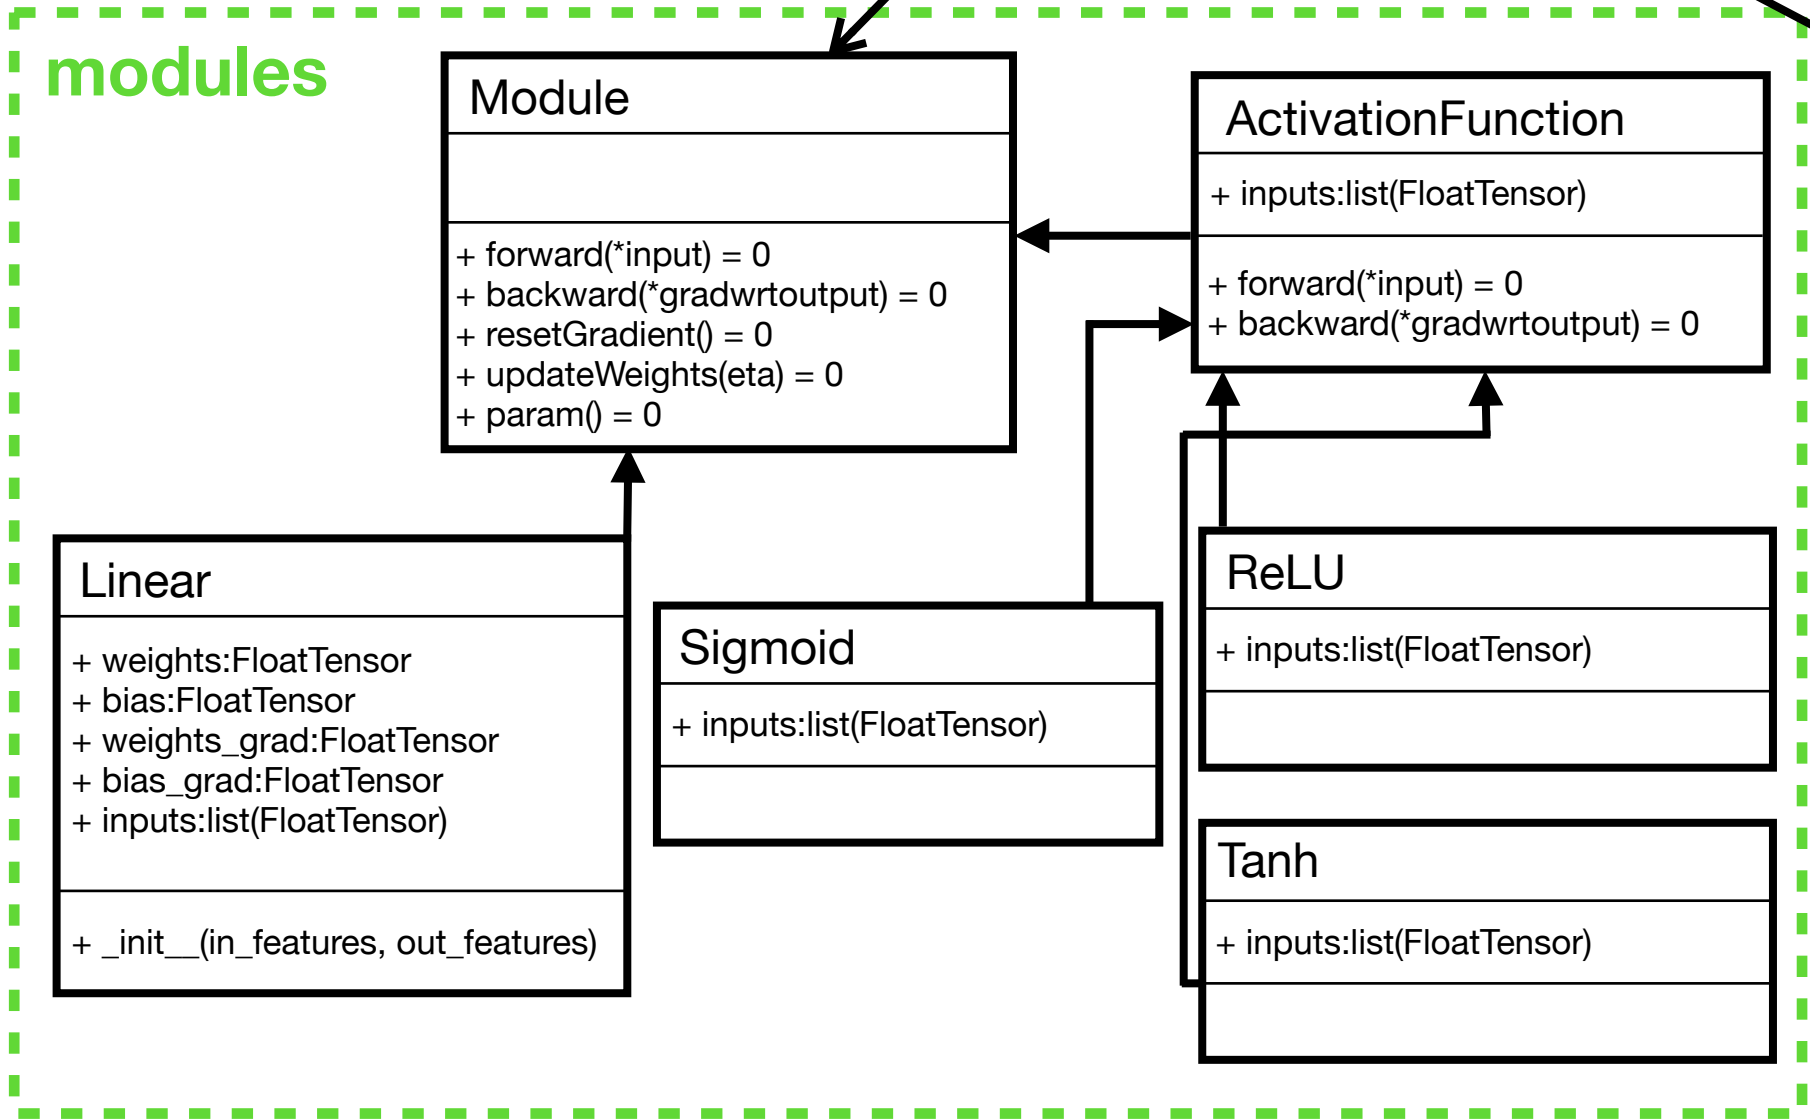 modules
Module
+ forward(*input) = 0
+ backward(*gradwrtoutput) = 0
+ resetGradient() = 0
+ updateWeights(eta) = 0
+ param() = 0
ActivationFunction
+ inputs:list(FloatTensor)
+ forward(*input) = 0
+ backward(*gradwrtoutput) = 0
Linear
+ weights:FloatTensor
+ bias:FloatTensor
+ weights_grad:FloatTensor
+ bias_grad:FloatTensor
+ inputs:list(FloatTensor)
+ _init__(in_features, out_features)
Sigmoid
+ inputs:list(FloatTensor)
ReLU
+ inputs:list(FloatTensor)
Tanh
+ inputs:list(FloatTensor)